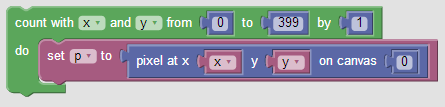 count with x and y from 0 to 399 by 1
do set p to pixel at x x y y on canvas 0